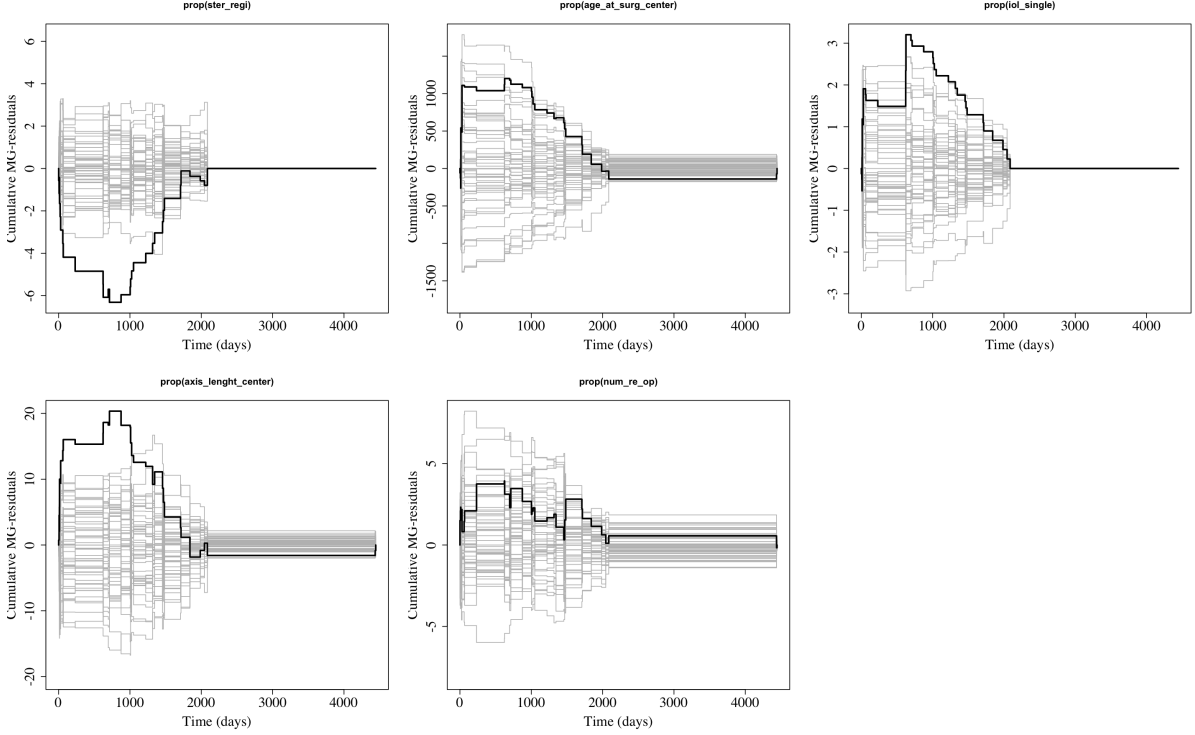 prop(ster_regi)
Cumulative MG-residuals
6
4
2
0
-2
-4
-6
0 1000 2000 3000 4000
Time (days)
prop(age_at_surg_center)
Cumulative MG-residuals
1000
500
0
-500
-1500
0 1000 2000 3000 4000
Time (days)
prop(iol_single)
Cumulative MG-residuals
3
2
1
0
-1
-2
-3
0 1000 2000 3000 4000
Time (days)
prop(axis_lenght_center)
Cumulative MG-residuals
20
10
0
-10
-20
0 1000 2000 3000 4000
Time (days)
prop(num_re_op)
Cumulative MG-residuals
5
0
-5
0 1000 2000 3000 4000
Time (days)